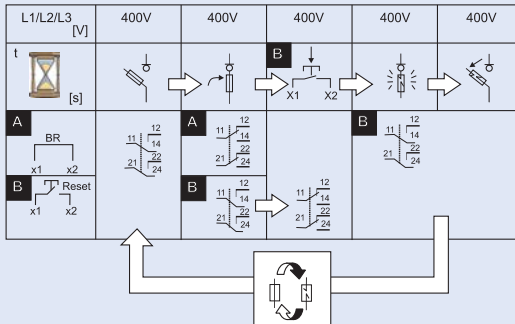 L1/L2/L3 [V] 400V 400V 400V 400V 400V
t [s]
B
X1 X2
A
BR
x1 x2
11 12 14
21 22 24
A
11 12 14
21 22 24
B
11 12 14
21 22 24
B
Reset
x1 x2
B
11 12 14
21 22 24
11 12 14
21 22 24